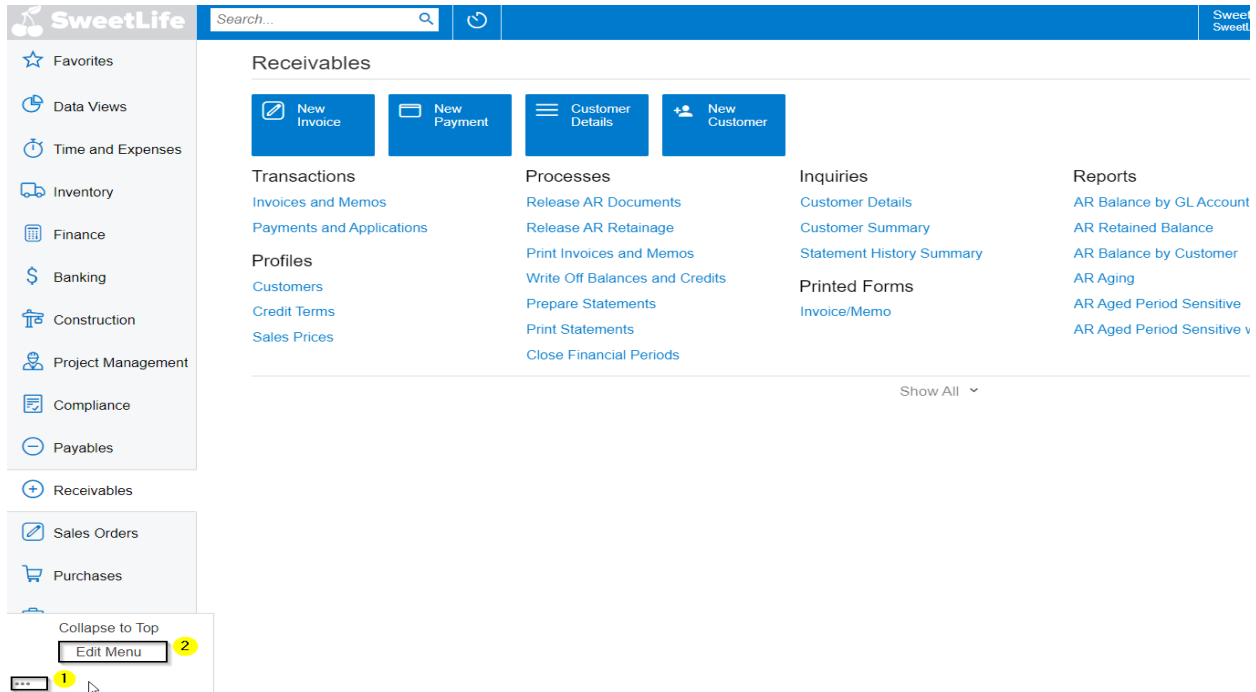 SweetLife
Search...
Sweet
SweetL
Favorites
Data Views
Time and Expenses
Inventory
Finance
Banking
Construction
Project Management
Compliance
Payables
Receivables
Sales Orders
Purchases
Collapse to Top
Edit Menu
2
1
Receivables
New
Invoice
New
Payment
Customer
Details
New
Customer
Transactions
Invoices and Memos
Payments and Applications
Profiles
Customers
Credit Terms
Sales Prices
Processes
Release AR Documents
Release AR Retainage
Print Invoices and Memos
Write Off Balances and Credits
Prepare Statements
Print Statements
Close Financial Periods
Inquiries
Customer Details
Customer Summary
Statement History Summary
Printed Forms
Invoice/Memo
Reports
AR Balance by GL Account
AR Retained Balance
AR Balance by Customer
AR Aging
AR Aged Period Sensitive
AR Aged Period Sensitive
Show All